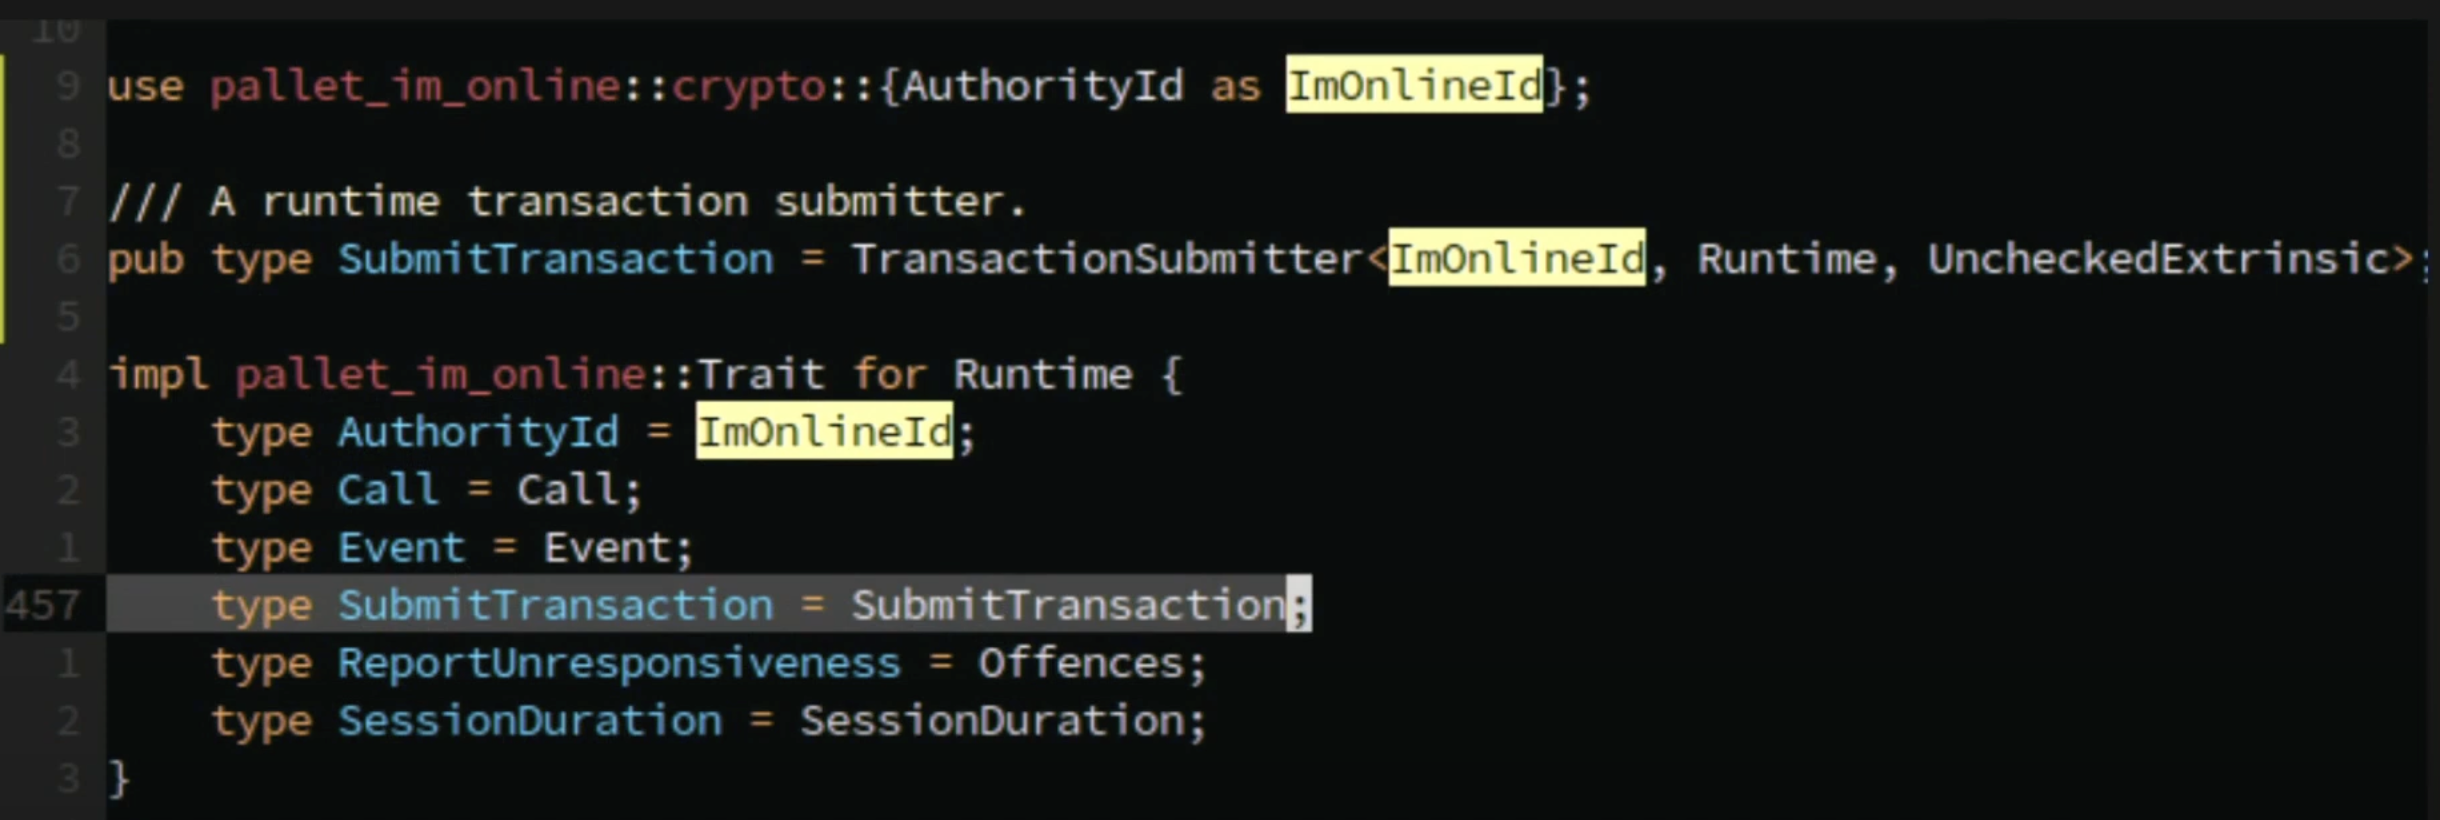 10
9 use pallet_im_online::crypto::{AuthorityId as ImOnlineId};
8
7 /// A runtime transaction submitter.
6 pub type SubmitTransaction = TransactionSubmitter<ImOnlineId, Runtime, UncheckedExtrinsic>;
5
4 impl pallet_im_online::Trait for Runtime {
3     type AuthorityId = ImOnlineId;
2     type Call = Call;
1     type Event = Event;
457     type SubmitTransaction = SubmitTransaction;
1     type ReportUnresponsiveness = Offences;
2     type SessionDuration = SessionDuration;
3 }